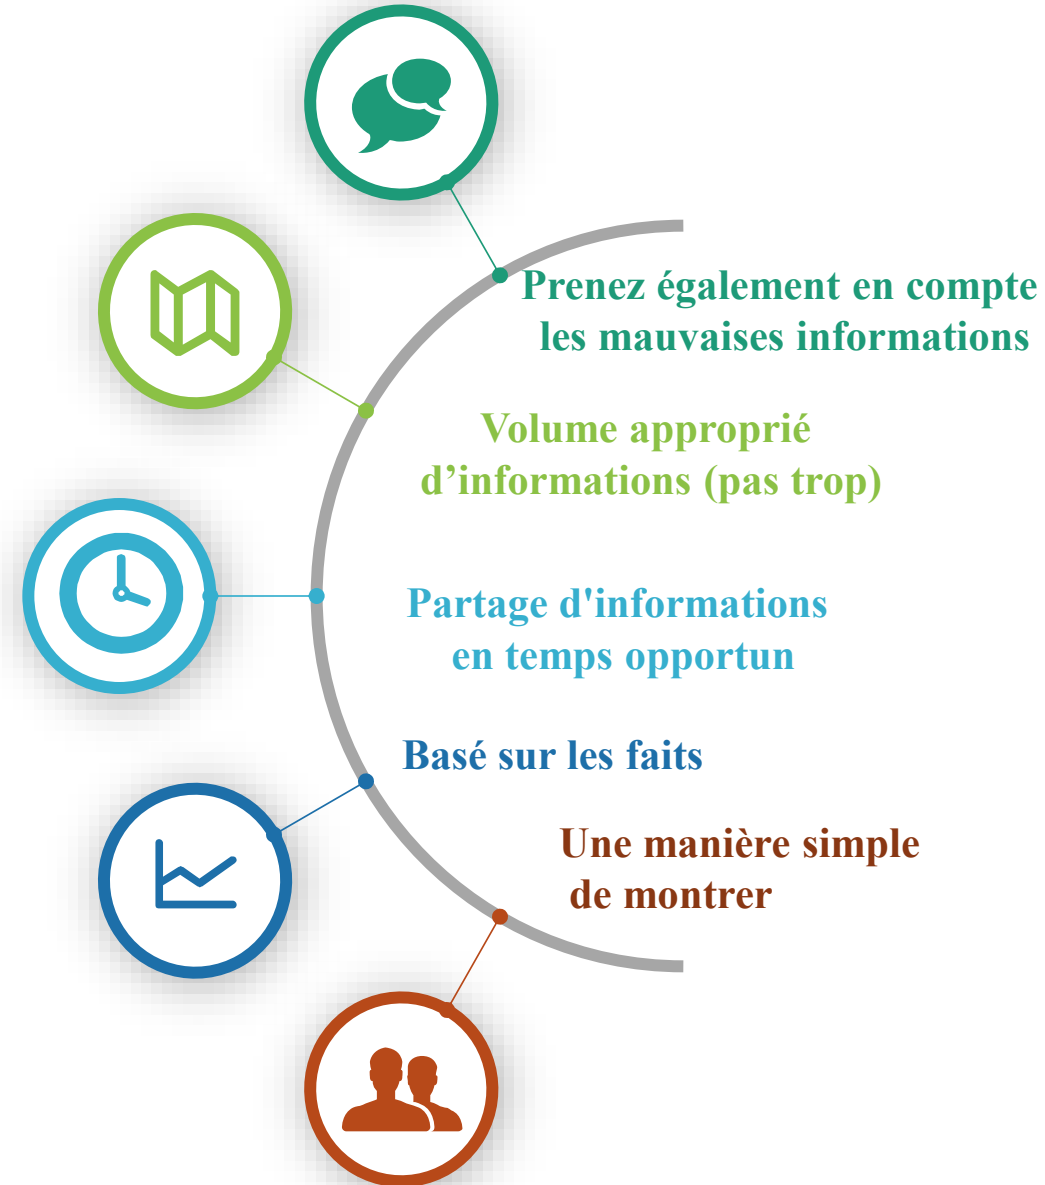 Prenez également en compte
les mauvaises informations
Volume approprié
d’informations (pas trop)
Partage d'informations
en temps opportun
Basé sur les faits
Une manière simple
de montrer